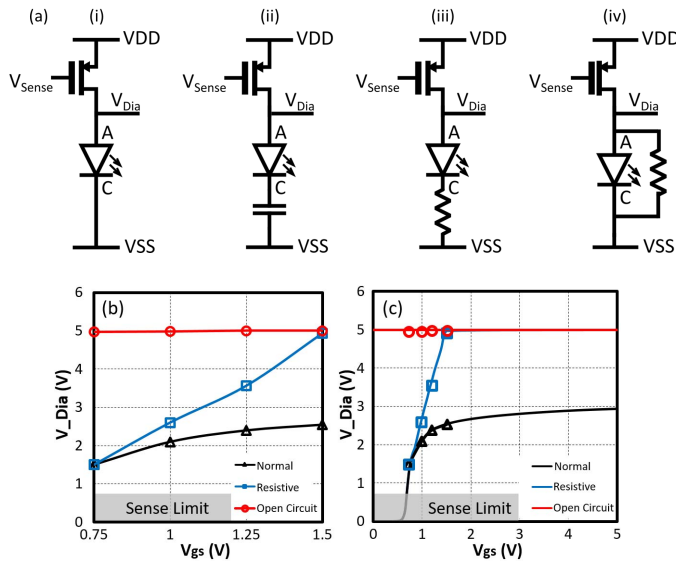 (a) (i) (ii) (iii) (iv)
VDD VDD VDD VDD
VSense VSense VSense VSense
VDia VDia VDia VDia
A A A A
C C C C
VSS VSS VSS VSS
(b)
V_Dia (V)
6
5
4
3
2
1
0
Normal
Resistive
Open Circuit
Sense Limit
0.75 1 1.25 1.5
Vgs (V)
(c)
V_Dia (V)
6
5
4
3
2
1
0
Normal
Resistive
Open Circuit
Sense Limit
0 1 2 3 4 5
Vgs (V)